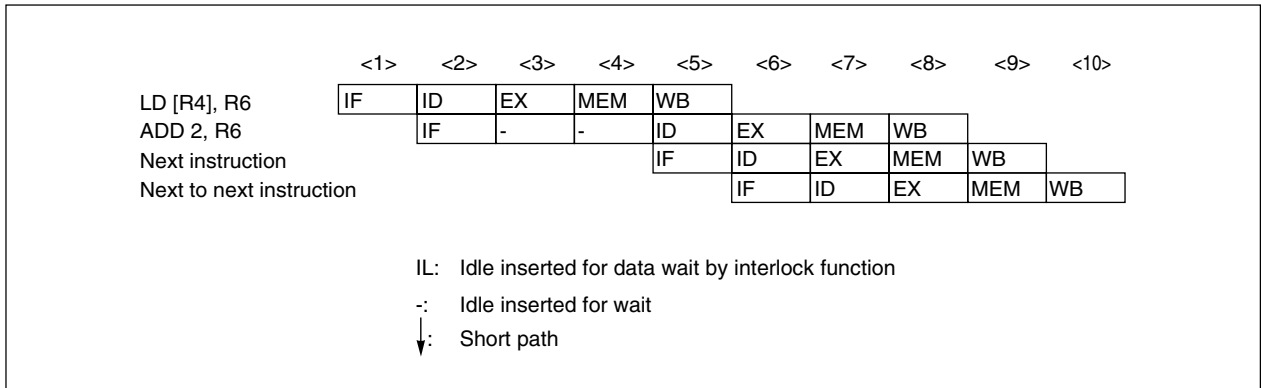 <1> <2> <3> <4> <5> <6> <7> <8> <9> <10>
LD [R4], R6 IF ID EX MEM WB
ADD 2, R6 IF - - ID EX MEM WB
Next instruction IF ID EX MEM WB
Next to next instruction IF ID EX MEM WB
IL: Idle inserted for data wait by interlock function
-: Idle inserted for wait
: Short path